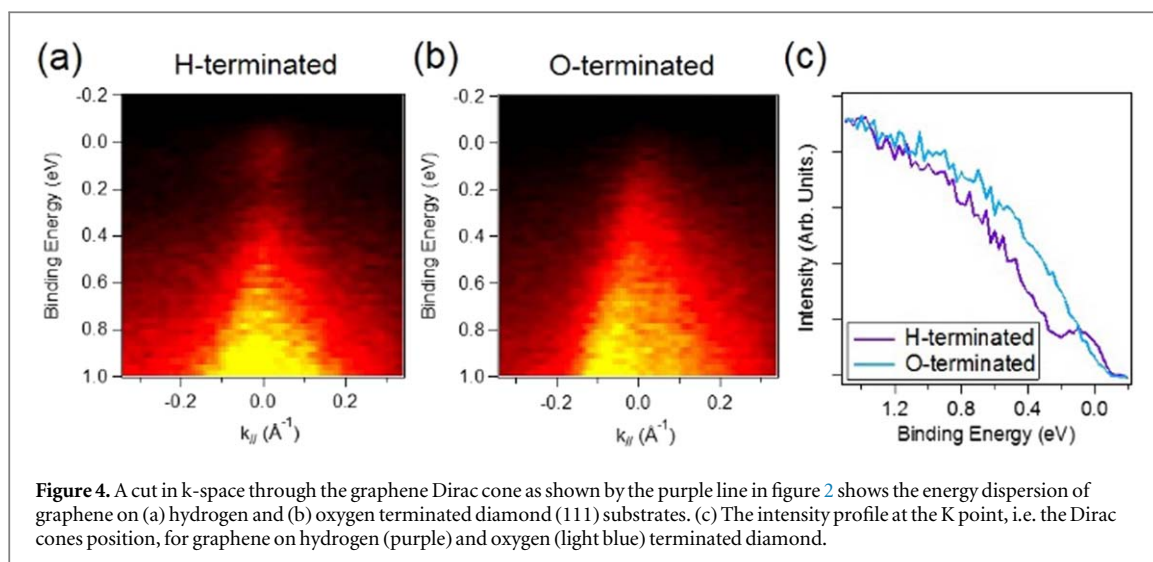 (a)
H-terminated
(b)
O-terminated
(c)
-0.2
0.0
0.2
0.4
0.6
0.8
1.0
Binding Energy (eV)
-0.2 0.0 0.2
k// (Å-1)
-0.2
0.0
0.2
0.4
0.6
0.8
1.0
Binding Energy (eV)
-0.2 0.0 0.2
k// (Å-1)
Intensity (Arb. Units.)
H-terminated
O-terminated
1.2 0.8 0.4 0.0
Binding Energy (eV)
Figure 4. A cut in k-space through the graphene Dirac cone as shown by the purple line in figure 2 shows the energy dispersion of
graphene on (a) hydrogen and (b) oxygen terminated diamond (111) substrates. (c) The intensity profile at the K point, i.e. the Dirac
cones position, for graphene on hydrogen (purple) and oxygen (light blue) terminated diamond.